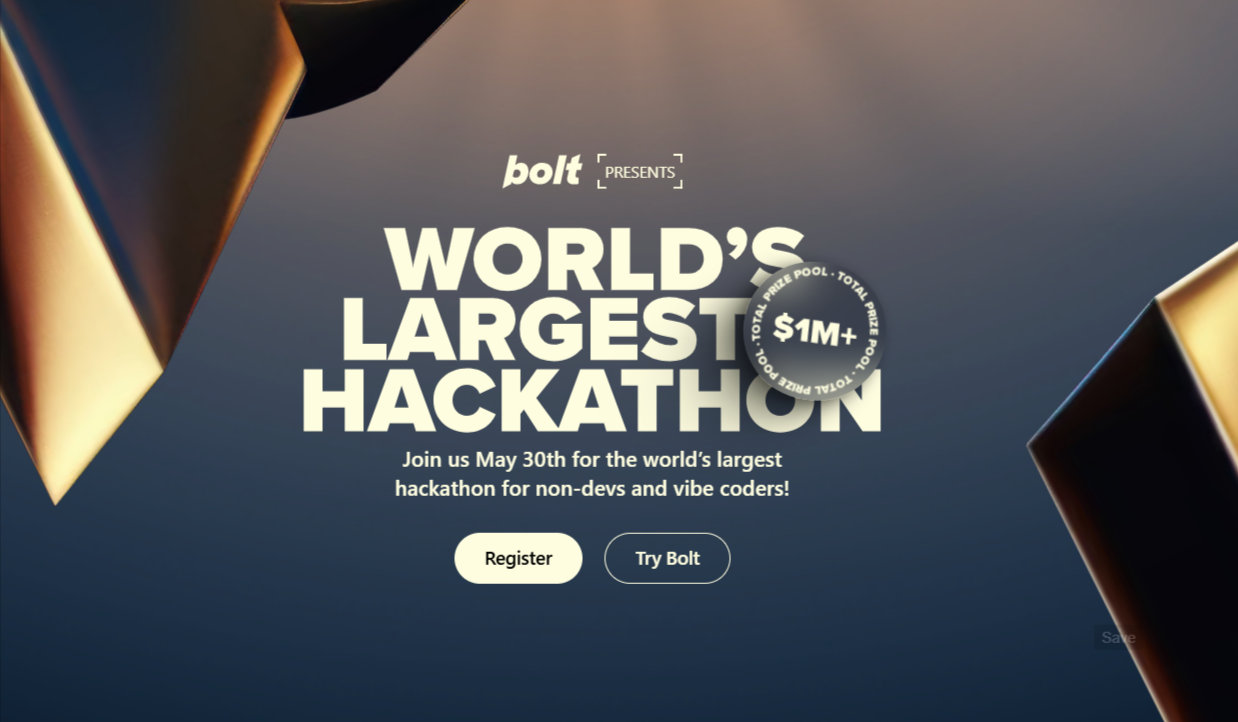 bolt PRESENTS
WORLD’S
LARGEST
HACKATHON
TOTAL PRIZE POOL · TOTAL PRIZE POOL · TOTAL PRIZE POOL ·
$1M+
Join us May 30th for the world’s largest
hackathon for non-devs and vibe coders!
Register Try Bolt
Save